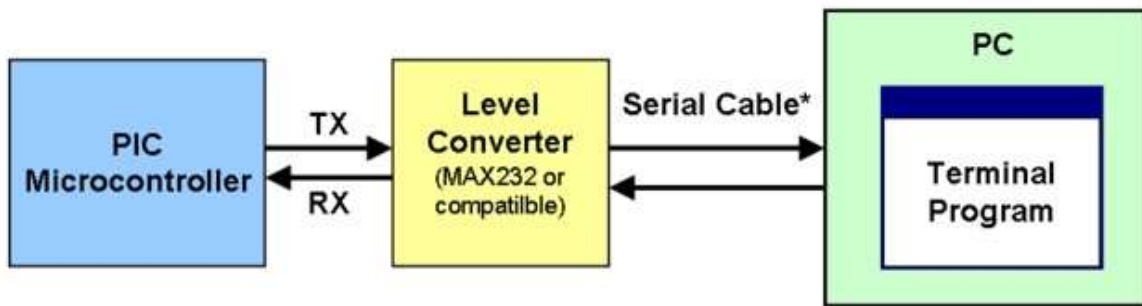 PIC
Microcontroller
TX
RX
Level
Converter
(MAX232 or
compatilble)
Serial Cable*
PC
Terminal
Program